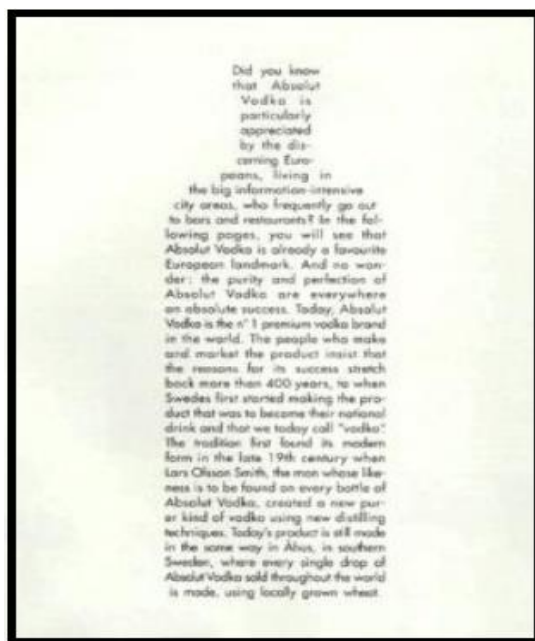 Did you know
that Absolut
Vodka is
particularly
appreciated
by the dis-
cerning Euro-
peans, living in
the big information-intensive
city areas, who frequently go out
to bars and restaurants? In the fol-
lowing pages, you will see that
Absolut Vodka is already a favourite
European landmark. And no won-
der: the purity and perfection of
Absolut Vodka are everywhere
an absolute success. Today, Absolut
Vodka is the n° 1 premium vodka brand
in the world. The people who make
and market the product insist that
the reasons for its success stretch
back more than 400 years, to when
Swedes first started making the pro-
duct that was to become their national
drink and that we today call "vodka".
The tradition first found its modern
form in the late 19th century when
Lars Olsson Smith, the man whose like-
ness is to be found on every bottle of
Absolut Vodka, created a new pur-
er kind of vodka using new distilling
techniques. Today's product is still made
in the same way in Åhus, in southern
Sweden, where every single drop of
Absolut Vodka sold throughout the world
is made, using locally grown wheat.